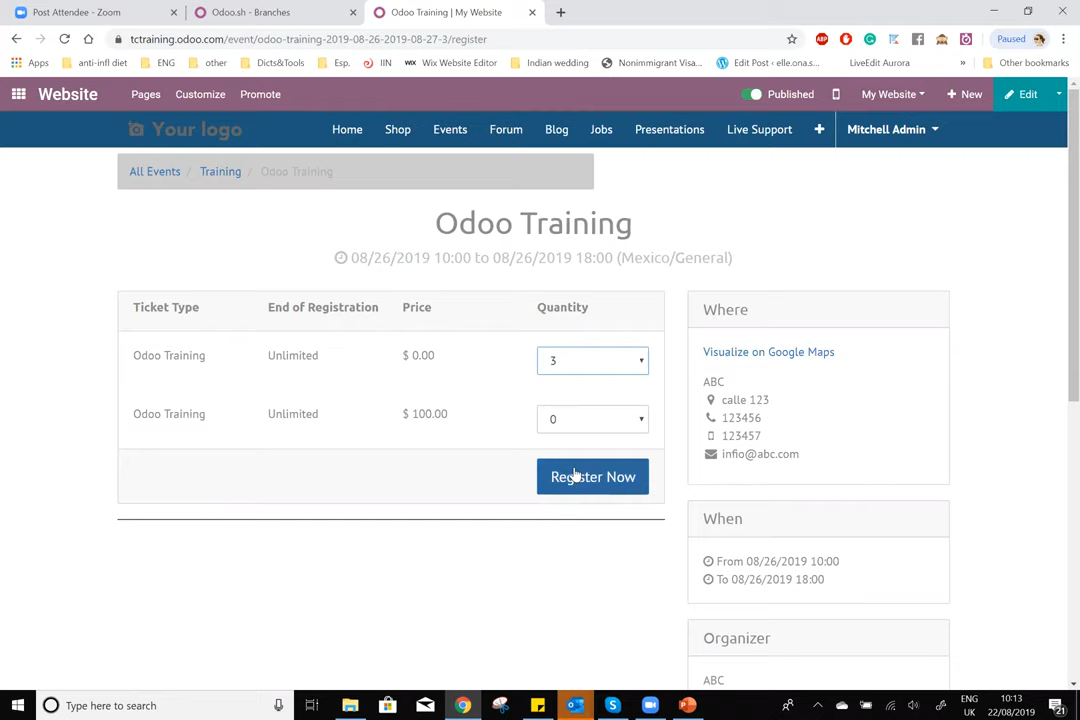 Post Attendee - Zoom
Odoo.sh - Branches
Odoo Training | My Website
tctraining.odoo.com/event/odoo-training-2019-08-26-2019-08-27-3/register
ABP
Paused
Apps
anti-infl diet
ENG
other
Dicts&Tools
Esp.
IIN
WIX Wix Website Editor
Indian wedding
Nonimmigrant Visa...
Edit Post ‹ elle.ona.s...
LiveEdit Aurora
»
Other bookmarks
Website
Pages
Customize
Promote
Published
My Website
+ New
Edit
Your logo
Home
Shop
Events
Forum
Blog
Jobs
Presentations
Live Support
Mitchell Admin
All Events / Training / Odoo Training
Odoo Training
08/26/2019 10:00 to 08/26/2019 18:00 (Mexico/General)
Ticket Type End of Registration Price Quantity
Odoo Training Unlimited $ 0.00 3
Odoo Training Unlimited $ 100.00 0
Register Now
Where
Visualize on Google Maps
ABC
calle 123
123456
123457
infio@abc.com
When
From 08/26/2019 10:00
To 08/26/2019 18:00
Organizer
ABC
Type here to search
ENG
UK
10:13
22/08/2019
21